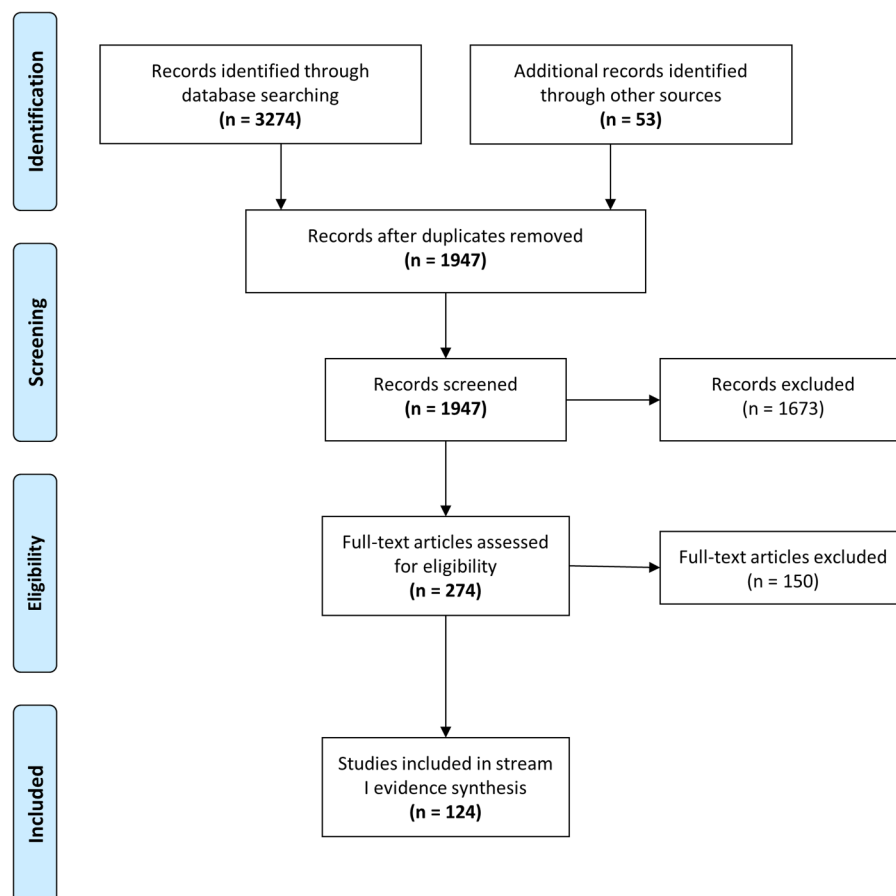 Identification
Records identified through
database searching
(n = 3274)
Additional records identified
through other sources
(n = 53)
Records after duplicates removed
(n = 1947)
Screening
Records screened
(n = 1947)
Records excluded
(n = 1673)
Eligibility
Full-text articles assessed
for eligibility
(n = 274)
Full-text articles excluded
(n = 150)
Included
Studies included in stream
I evidence synthesis
(n = 124)